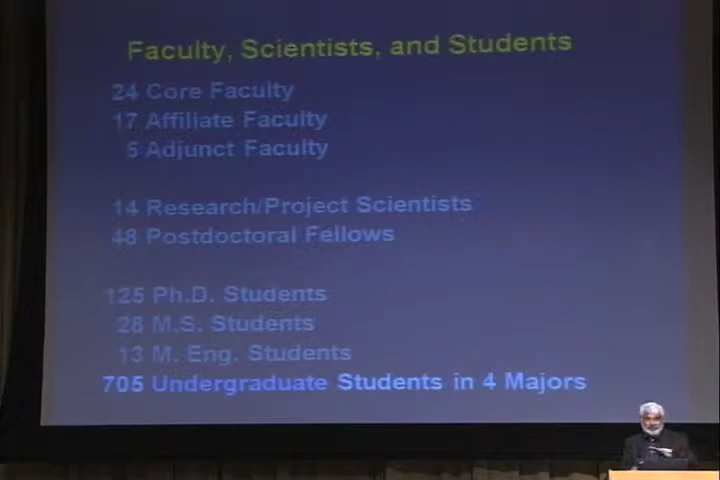 Faculty, Scientists, and Students
24 Core Faculty
17 Affiliate Faculty
5 Adjunct Faculty
14 Research/Project Scientists
48 Postdoctoral Fellows
125 Ph.D. Students
28 M.S. Students
13 M. Eng. Students
705 Undergraduate Students in 4 Majors